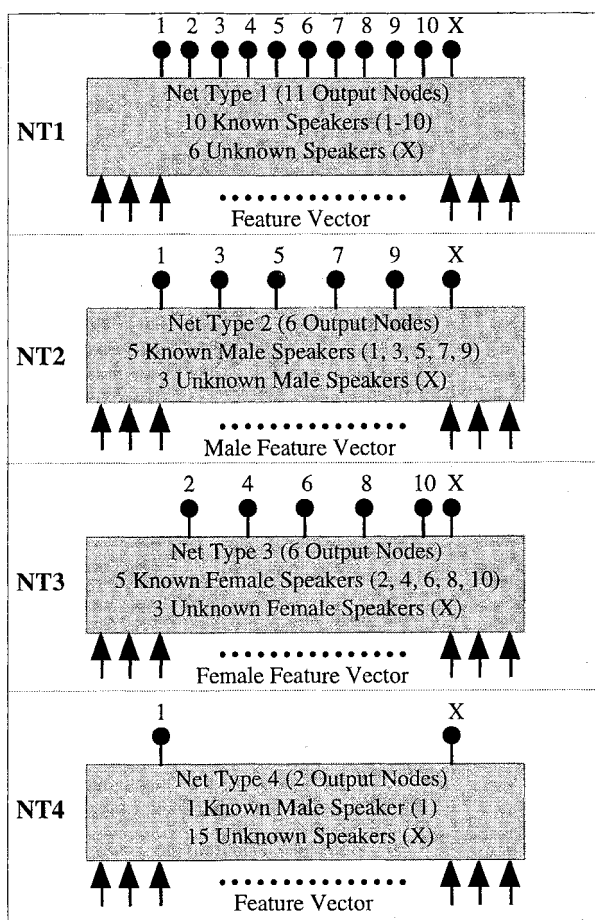 1 2 3 4 5 6 7 8 9 10 X
Net Type 1 (11 Output Nodes)
NT1
10 Known Speakers (1-10)
6 Unknown Speakers (X)
Feature Vector
1 3 5 7 9 X
Net Type 2 (6 Output Nodes)
NT2
5 Known Male Speakers (1, 3, 5, 7, 9)
3 Unknown Male Speakers (X)
Male Feature Vector
2 4 6 8 10 X
Net Type 3 (6 Output Nodes)
NT3
5 Known Female Speakers (2, 4, 6, 8, 10)
3 Unknown Female Speakers (X)
Female Feature Vector
1 X
Net Type 4 (2 Output Nodes)
NT4
1 Known Male Speaker (1)
15 Unknown Speakers (X)
Feature Vector